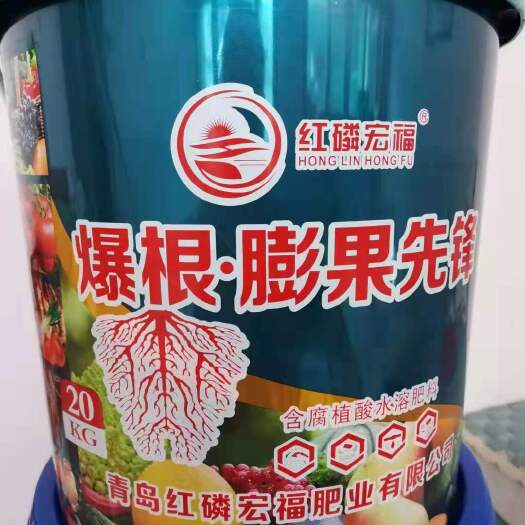 红磷宏福®
HONG LIN HONG FU
爆根·膨果先锋
20
KG
含腐植酸水溶肥料
青岛红磷宏福肥业有限公司